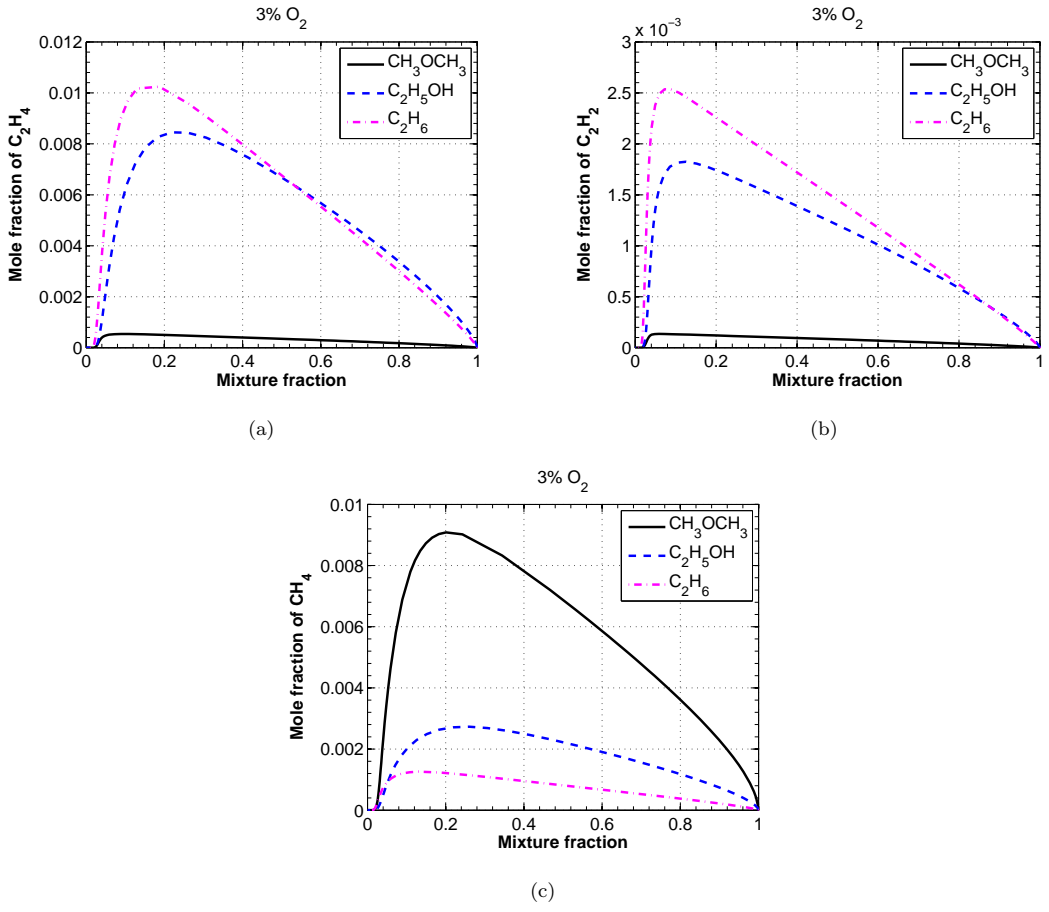 3% O2
0.012
0.01
0.008
0.006
0.004
0.002
0
0 0.2 0.4 0.6 0.8 1
Mole fraction of C2H4
Mixture fraction
CH3OCH3
C2H5OH
C2H6
(a)
3% O2
x 10−3
3
2.5
2
1.5
1
0.5
0
0 0.2 0.4 0.6 0.8 1
Mole fraction of C2H2
Mixture fraction
CH3OCH3
C2H5OH
C2H6
(b)
3% O2
0.01
0.008
0.006
0.004
0.002
0
0 0.2 0.4 0.6 0.8 1
Mole fraction of CH4
Mixture fraction
CH3OCH3
C2H5OH
C2H6
(c)